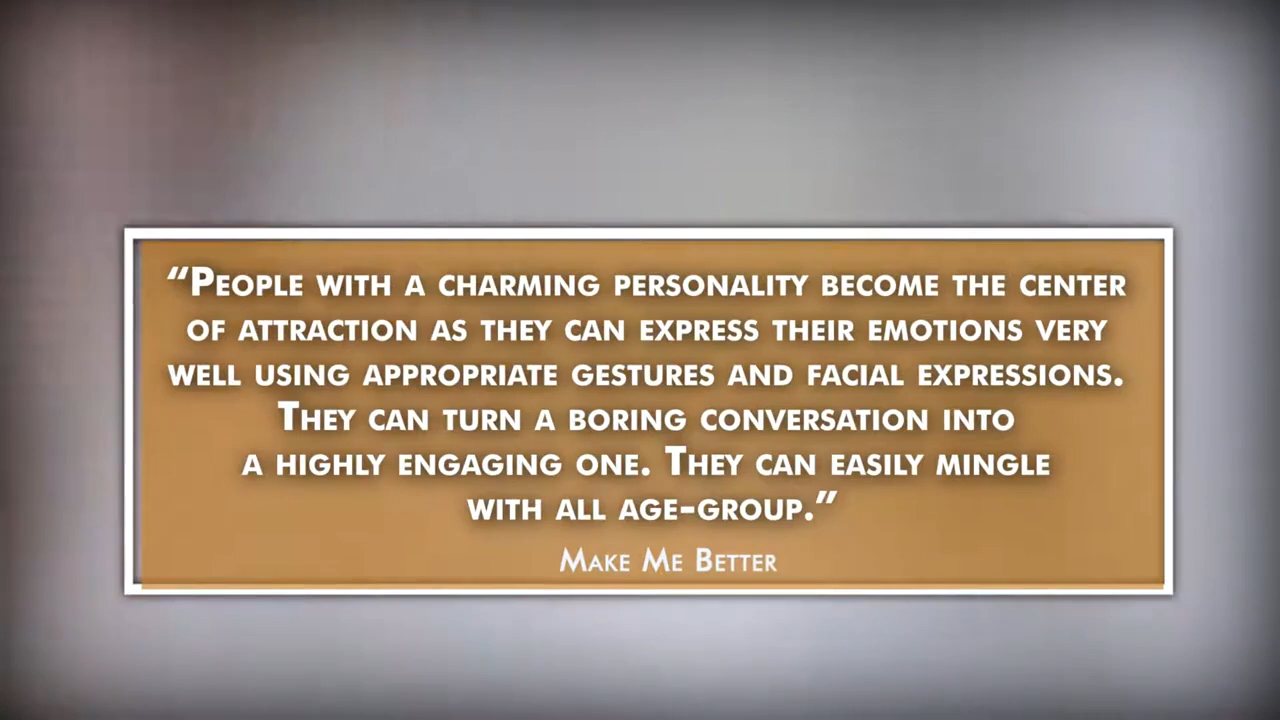 “People with a charming personality become the center
of attraction as they can express their emotions very
well using appropriate gestures and facial expressions.
They can turn a boring conversation into
a highly engaging one. They can easily mingle
with all age-group.”
Make Me Better